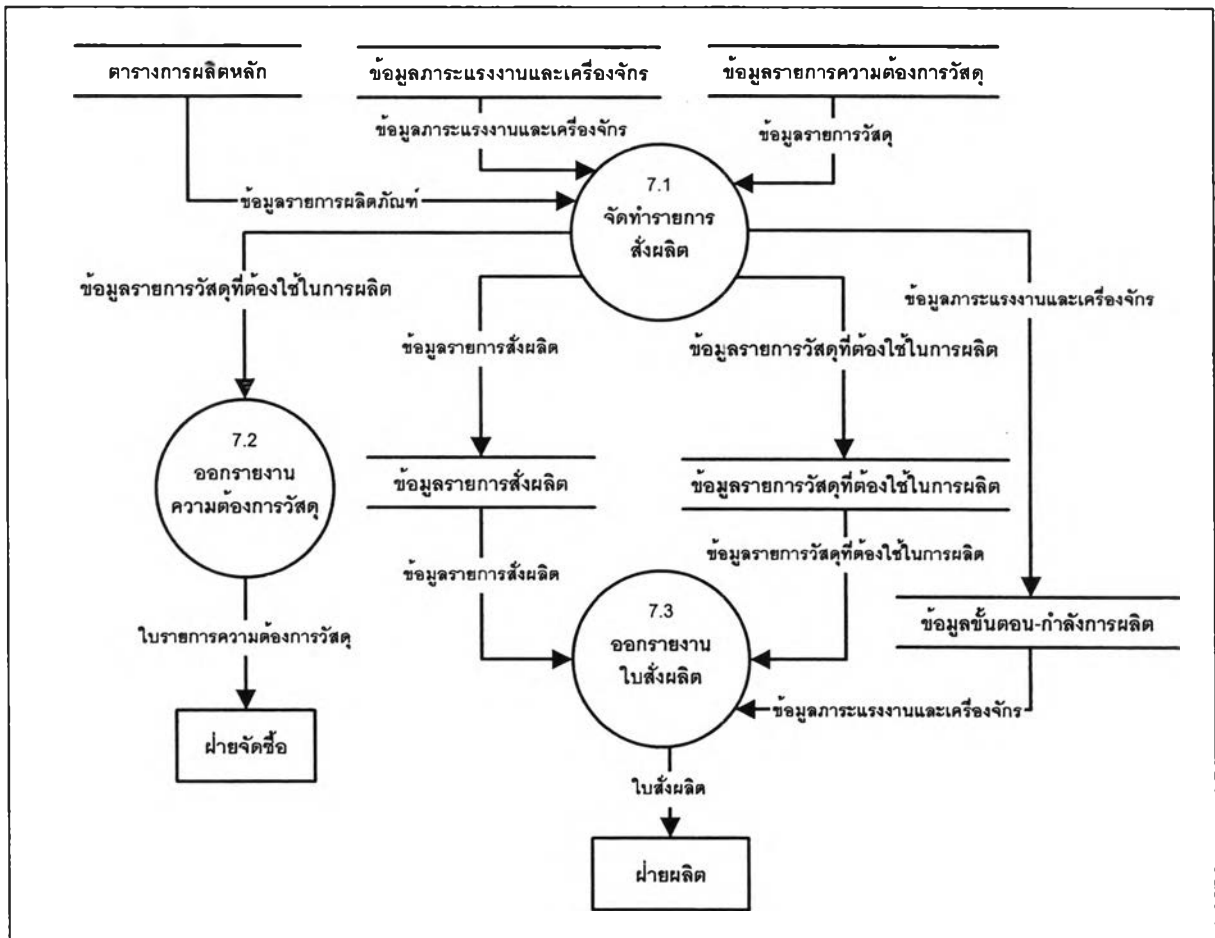 ตารางการผลิตหลัก
ข้อมูลภาระแรงงานและเครื่องจักร
ข้อมูลรายการความต้องการวัสดุ
ข้อมูลภาระแรงงานและเครื่องจักร
ข้อมูลรายการวัสดุ
ข้อมูลรายการผลิตภัณฑ์
7.1
จัดทำรายการ
สั่งผลิต
ข้อมูลรายการวัสดุที่ต้องใช้ในการผลิต
ข้อมูลภาระแรงงานและเครื่องจักร
ข้อมูลรายการสั่งผลิต
ข้อมูลรายการวัสดุที่ต้องใช้ในการผลิต
7.2
ออกรายงาน
ความต้องการวัสดุ
ข้อมูลรายการสั่งผลิต
ข้อมูลรายการวัสดุที่ต้องใช้ในการผลิต
ข้อมูลรายการสั่งผลิต
ข้อมูลรายการวัสดุที่ต้องใช้ในการผลิต
ข้อมูลขั้นตอน-กำลังการผลิต
ใบรายการความต้องการวัสดุ
7.3
ออกรายงาน
ใบสั่งผลิต
ข้อมูลภาระแรงงานและเครื่องจักร
ฝ่ายจัดซื้อ
ใบสั่งผลิต
ฝ่ายผลิต